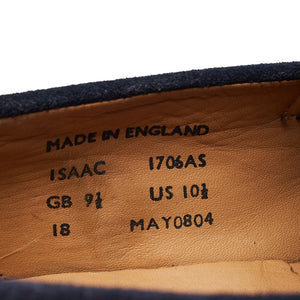 MADE IN ENGLAND
ISAAC 1706AS
GB 9½ US 10½
18 MAY0804